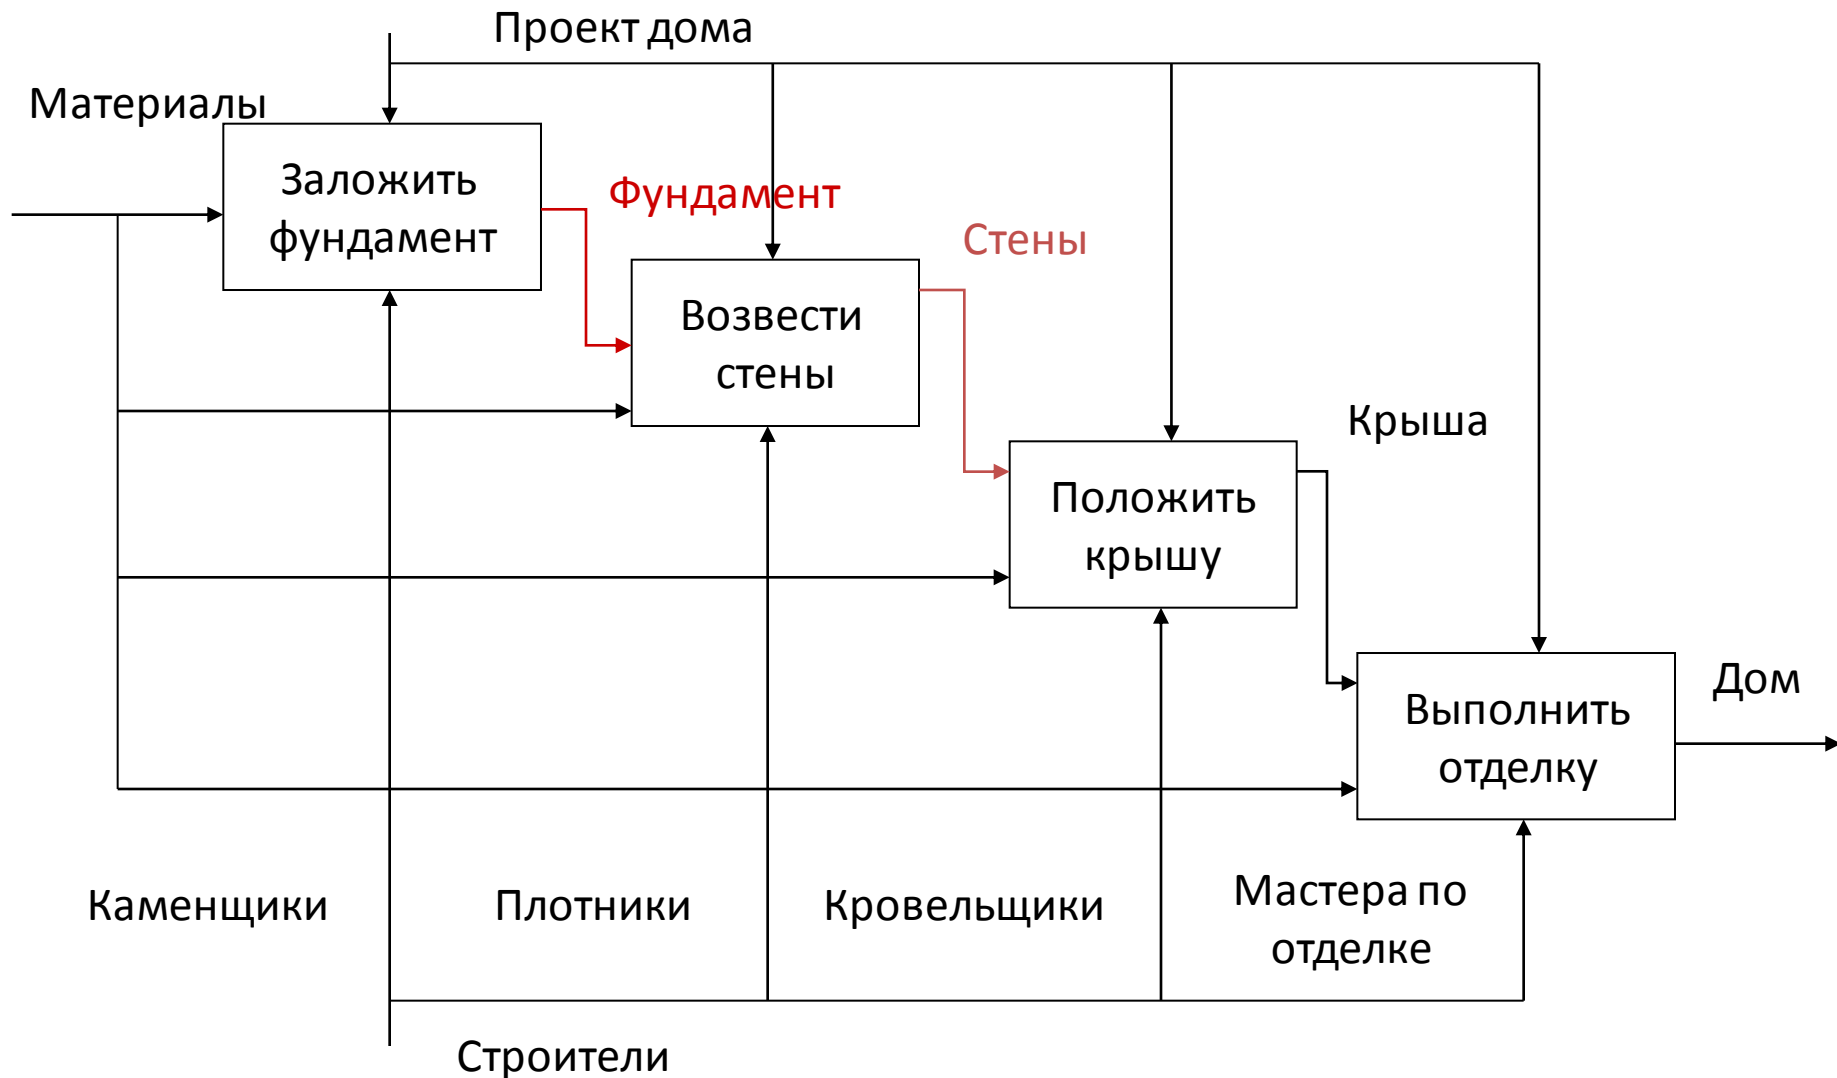 Проект дома
Материалы
Заложить
фундамент
Фундамент
Стены
Возвести
стены
Крыша
Положить
крышу
Дом
Выполнить
отделку
Каменщики
Плотники
Кровельщики
Мастера по
отделке
Строители